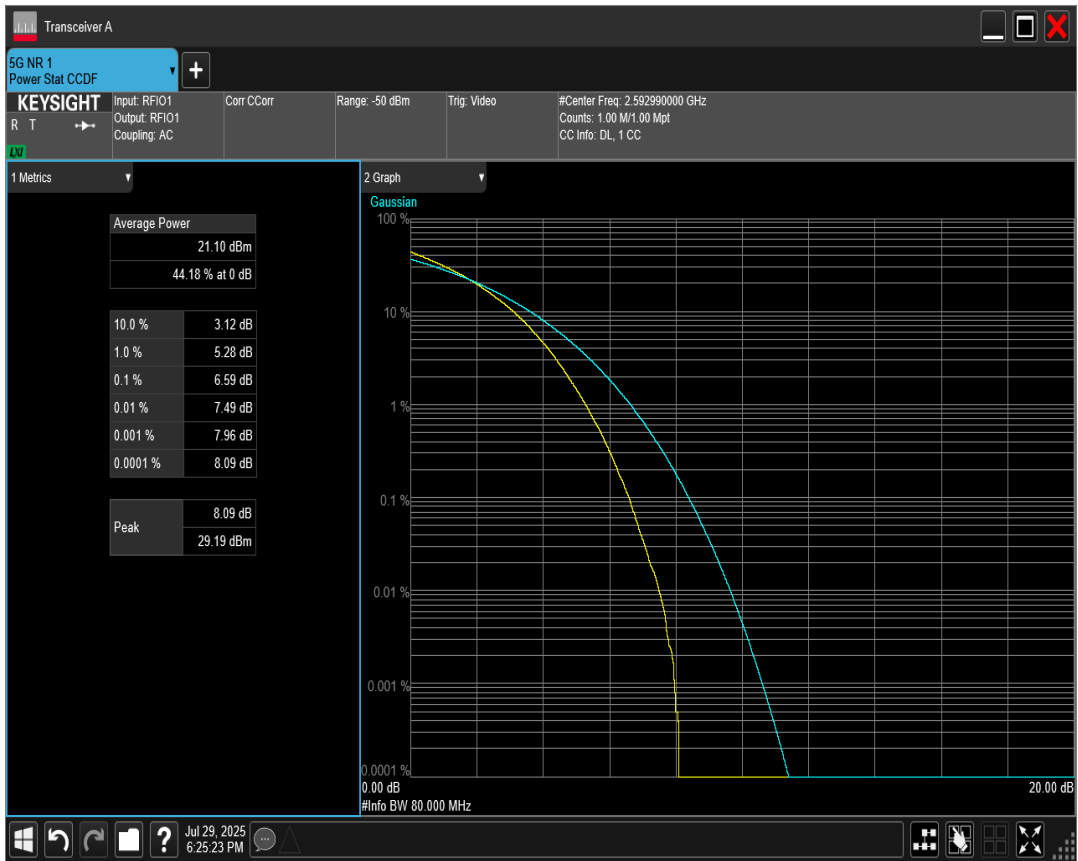 Transceiver A
5G NR 1
Power Stat CCDF
KEYSIGHT
R T
LXI
Input: RFIO1
Output: RFIO1
Coupling: AC
Corr CCorr
Range: -50 dBm
Trig: Video
#Center Freq: 2.592990000 GHz
Counts: 1.00 M/1.00 Mpt
CC Info: DL, 1 CC
1 Metrics
Average Power
21.10 dBm
44.18 % at 0 dB
10.0 % 3.12 dB
1.0 % 5.28 dB
0.1 % 6.59 dB
0.01 % 7.49 dB
0.001 % 7.96 dB
0.0001 % 8.09 dB
Peak
8.09 dB
29.19 dBm
2 Graph
Gaussian
100 %
10 %
1 %
0.1 %
0.01 %
0.001 %
0.0001 %
0.00 dB 20.00 dB
#Info BW 80.000 MHz
?
Jul 29, 2025
6:25:23 PM